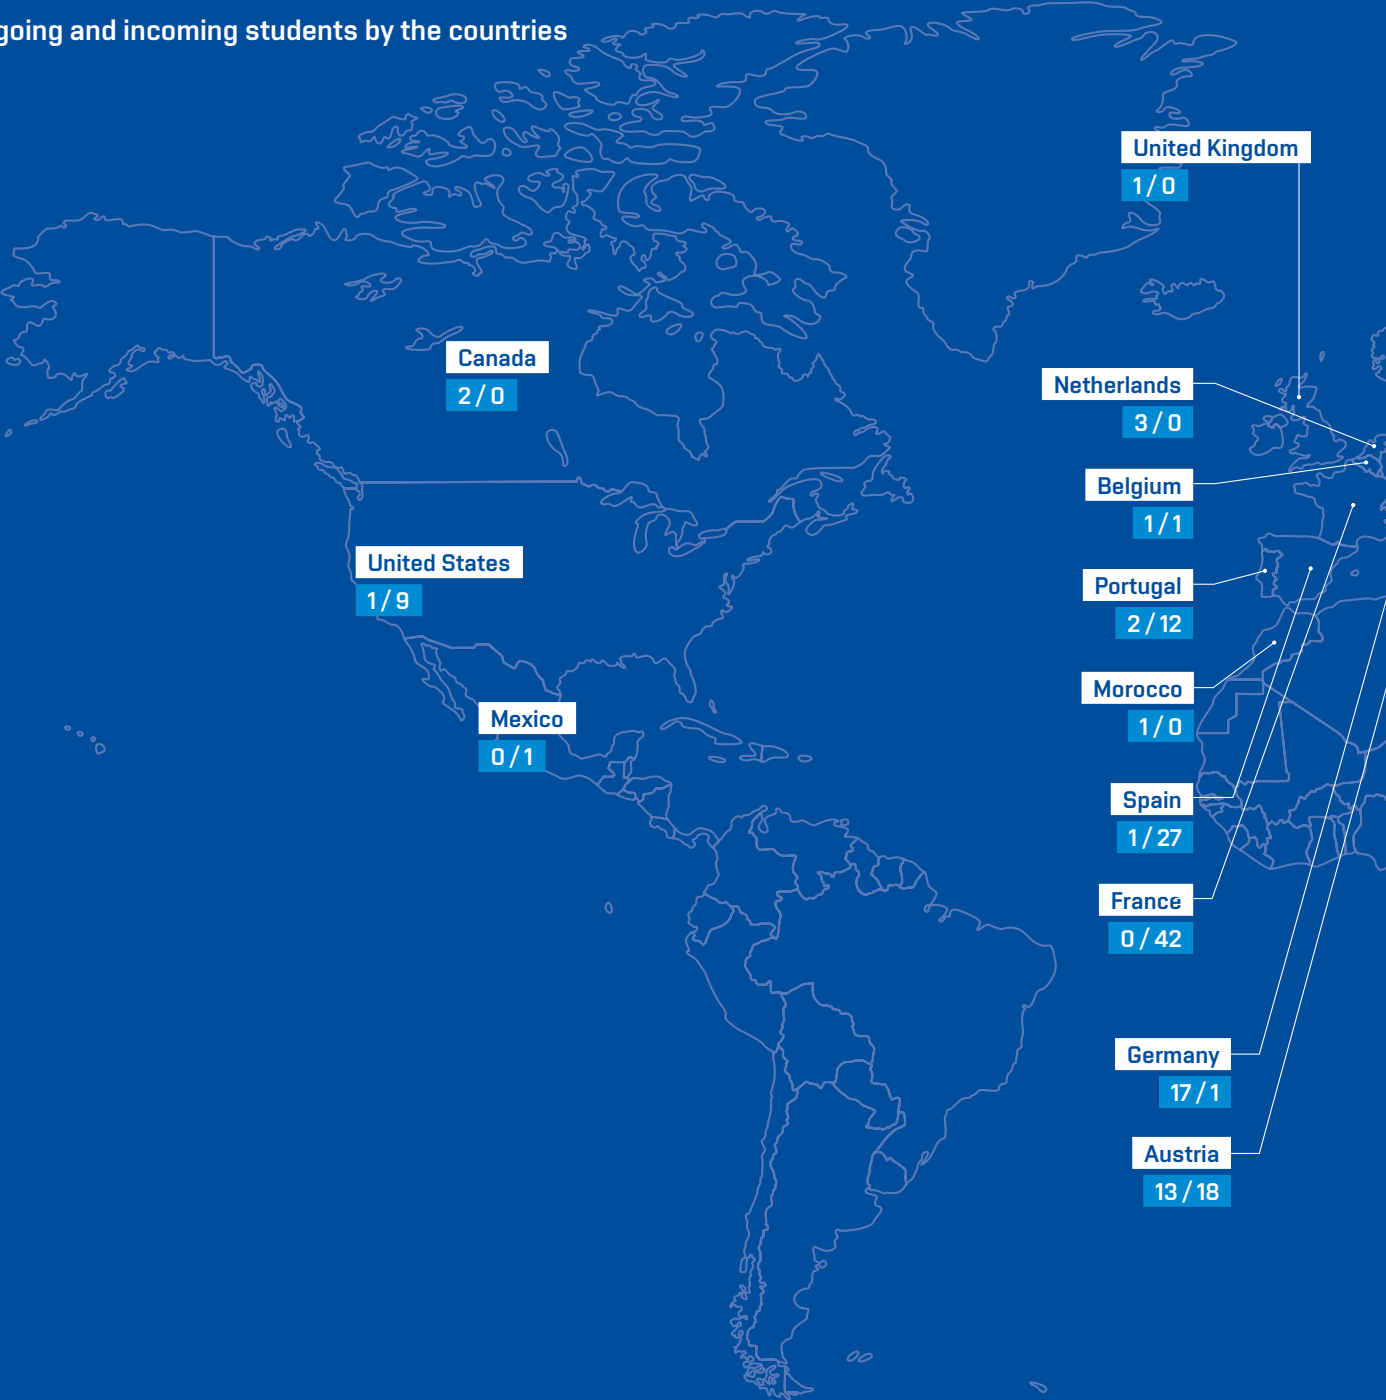 going and incoming students by the countries
United Kingdom
1 / 0
Canada
2 / 0
Netherlands
3 / 0
Belgium
1 / 1
United States
1 / 9
Portugal
2 / 12
Morocco
1 / 0
Mexico
0 / 1
Spain
1 / 27
France
0 / 42
Germany
17 / 1
Austria
13 / 18